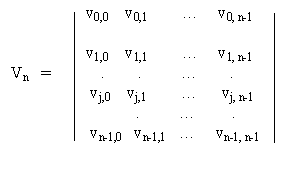 v0,0 v0,1 ... v0, n-1
v1,0 v1,1 ... v1, n-1
Vn =
. . ... .
vj,0 vj,1 ... vj, n-1
. ... .
vn-1,0 vn-1,1 ... vn-1, n-1